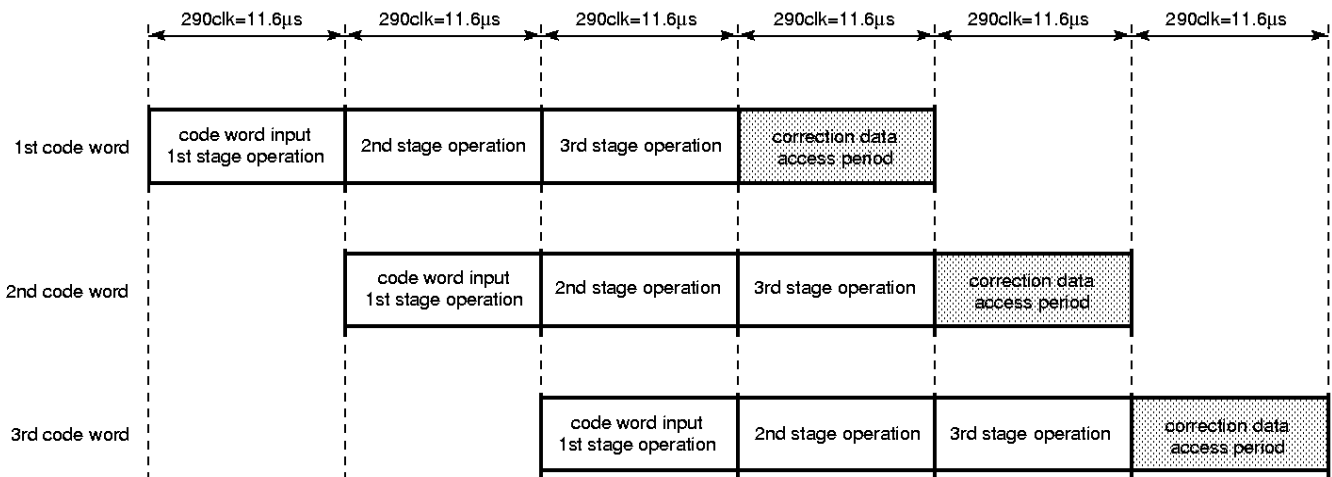 290clk=11.6μs 290clk=11.6μs 290clk=11.6μs 290clk=11.6μs 290clk=11.6μs 290clk=11.6μs
1st code word
code word input
1st stage operation
2nd stage operation
3rd stage operation
correction data
access period
2nd code word
code word input
1st stage operation
2nd stage operation
3rd stage operation
correction data
access period
3rd code word
code word input
1st stage operation
2nd stage operation
3rd stage operation
correction data
access period